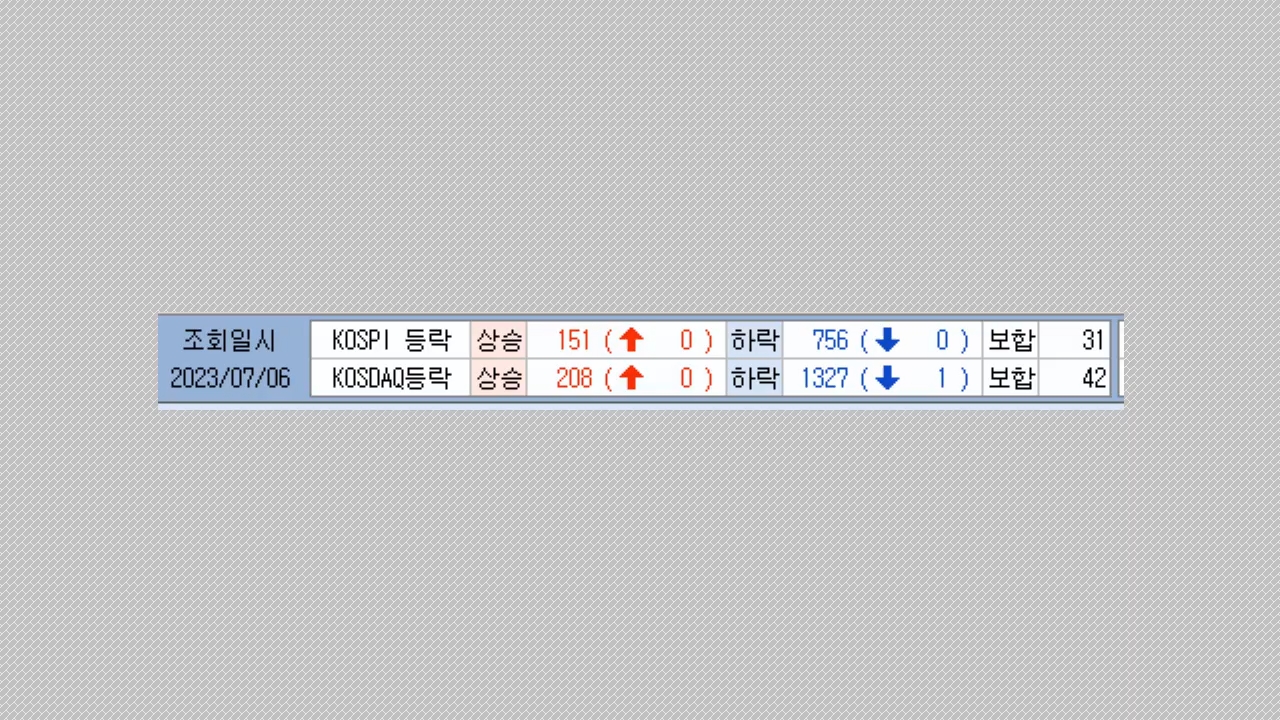 조회일시 KOSPI 등락 상승 151 (⬆ 0 ) 하락 756 (⬇ 0 ) 보합 31
2023/07/06 KOSDAQ등락 상승 208 (⬆ 0 ) 하락 1327 (⬇ 1 ) 보합 42